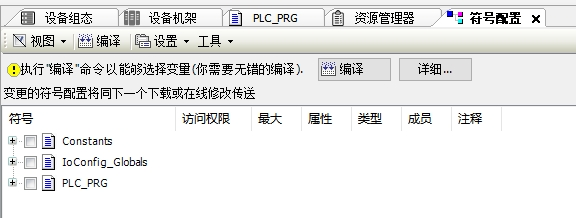 设备组态 设备机架 PLC_PRG 资源管理器 符号配置
视图 编译 设置 工具
执行"编译"命令以能够选择变量(你需要无错的编译). 编译 详细...
变更的符号配置将同下一个下载或在线修改传送
符号 访问权限 最大 属性 类型 成员 注释
Constants
IoConfig_Globals
PLC_PRG